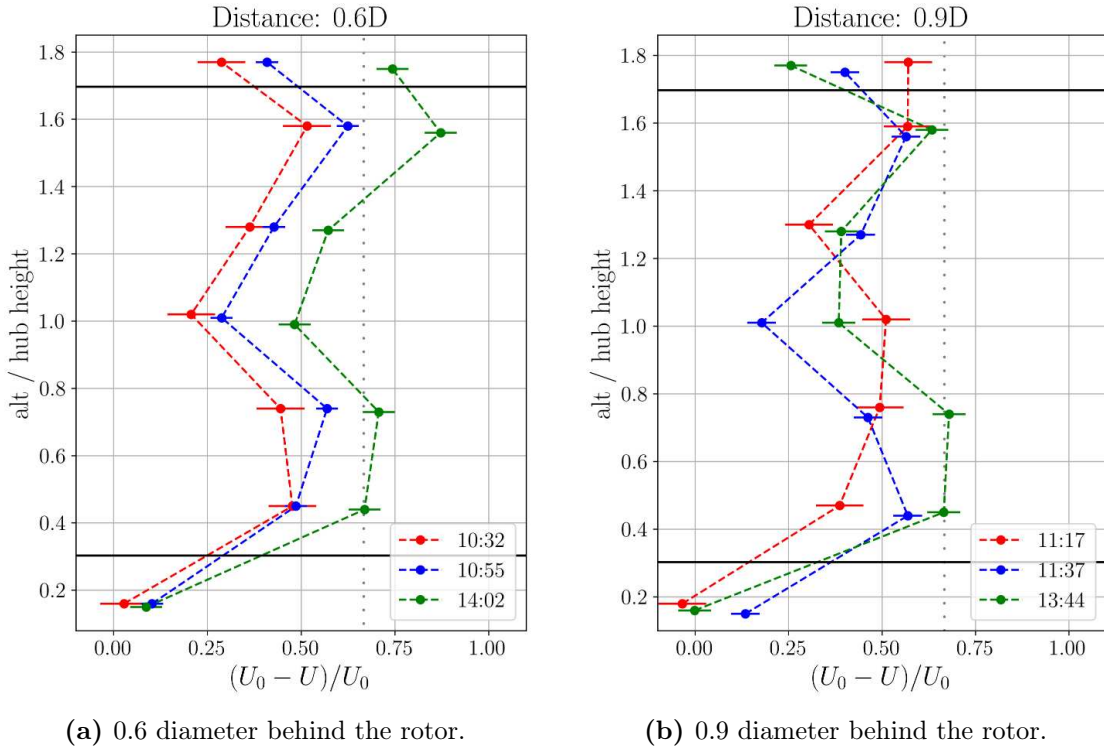 Distance: 0.6D
alt / hub height
1.8
1.6
1.4
1.2
1.0
0.8
0.6
0.4
0.2
10:32
10:55
14:02
0.00 0.25 0.50 0.75 1.00
(U₀ − U)/U₀
(a) 0.6 diameter behind the rotor.
Distance: 0.9D
alt / hub height
1.8
1.6
1.4
1.2
1.0
0.8
0.6
0.4
0.2
11:17
11:37
13:44
0.00 0.25 0.50 0.75 1.00
(U₀ − U)/U₀
(b) 0.9 diameter behind the rotor.